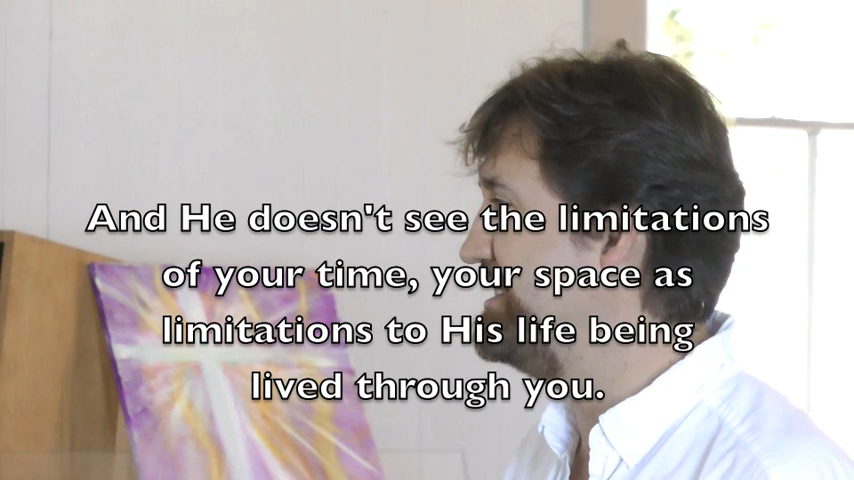 And He doesn't see the limitations
of your time, your space as
limitations to His life being
lived through you.